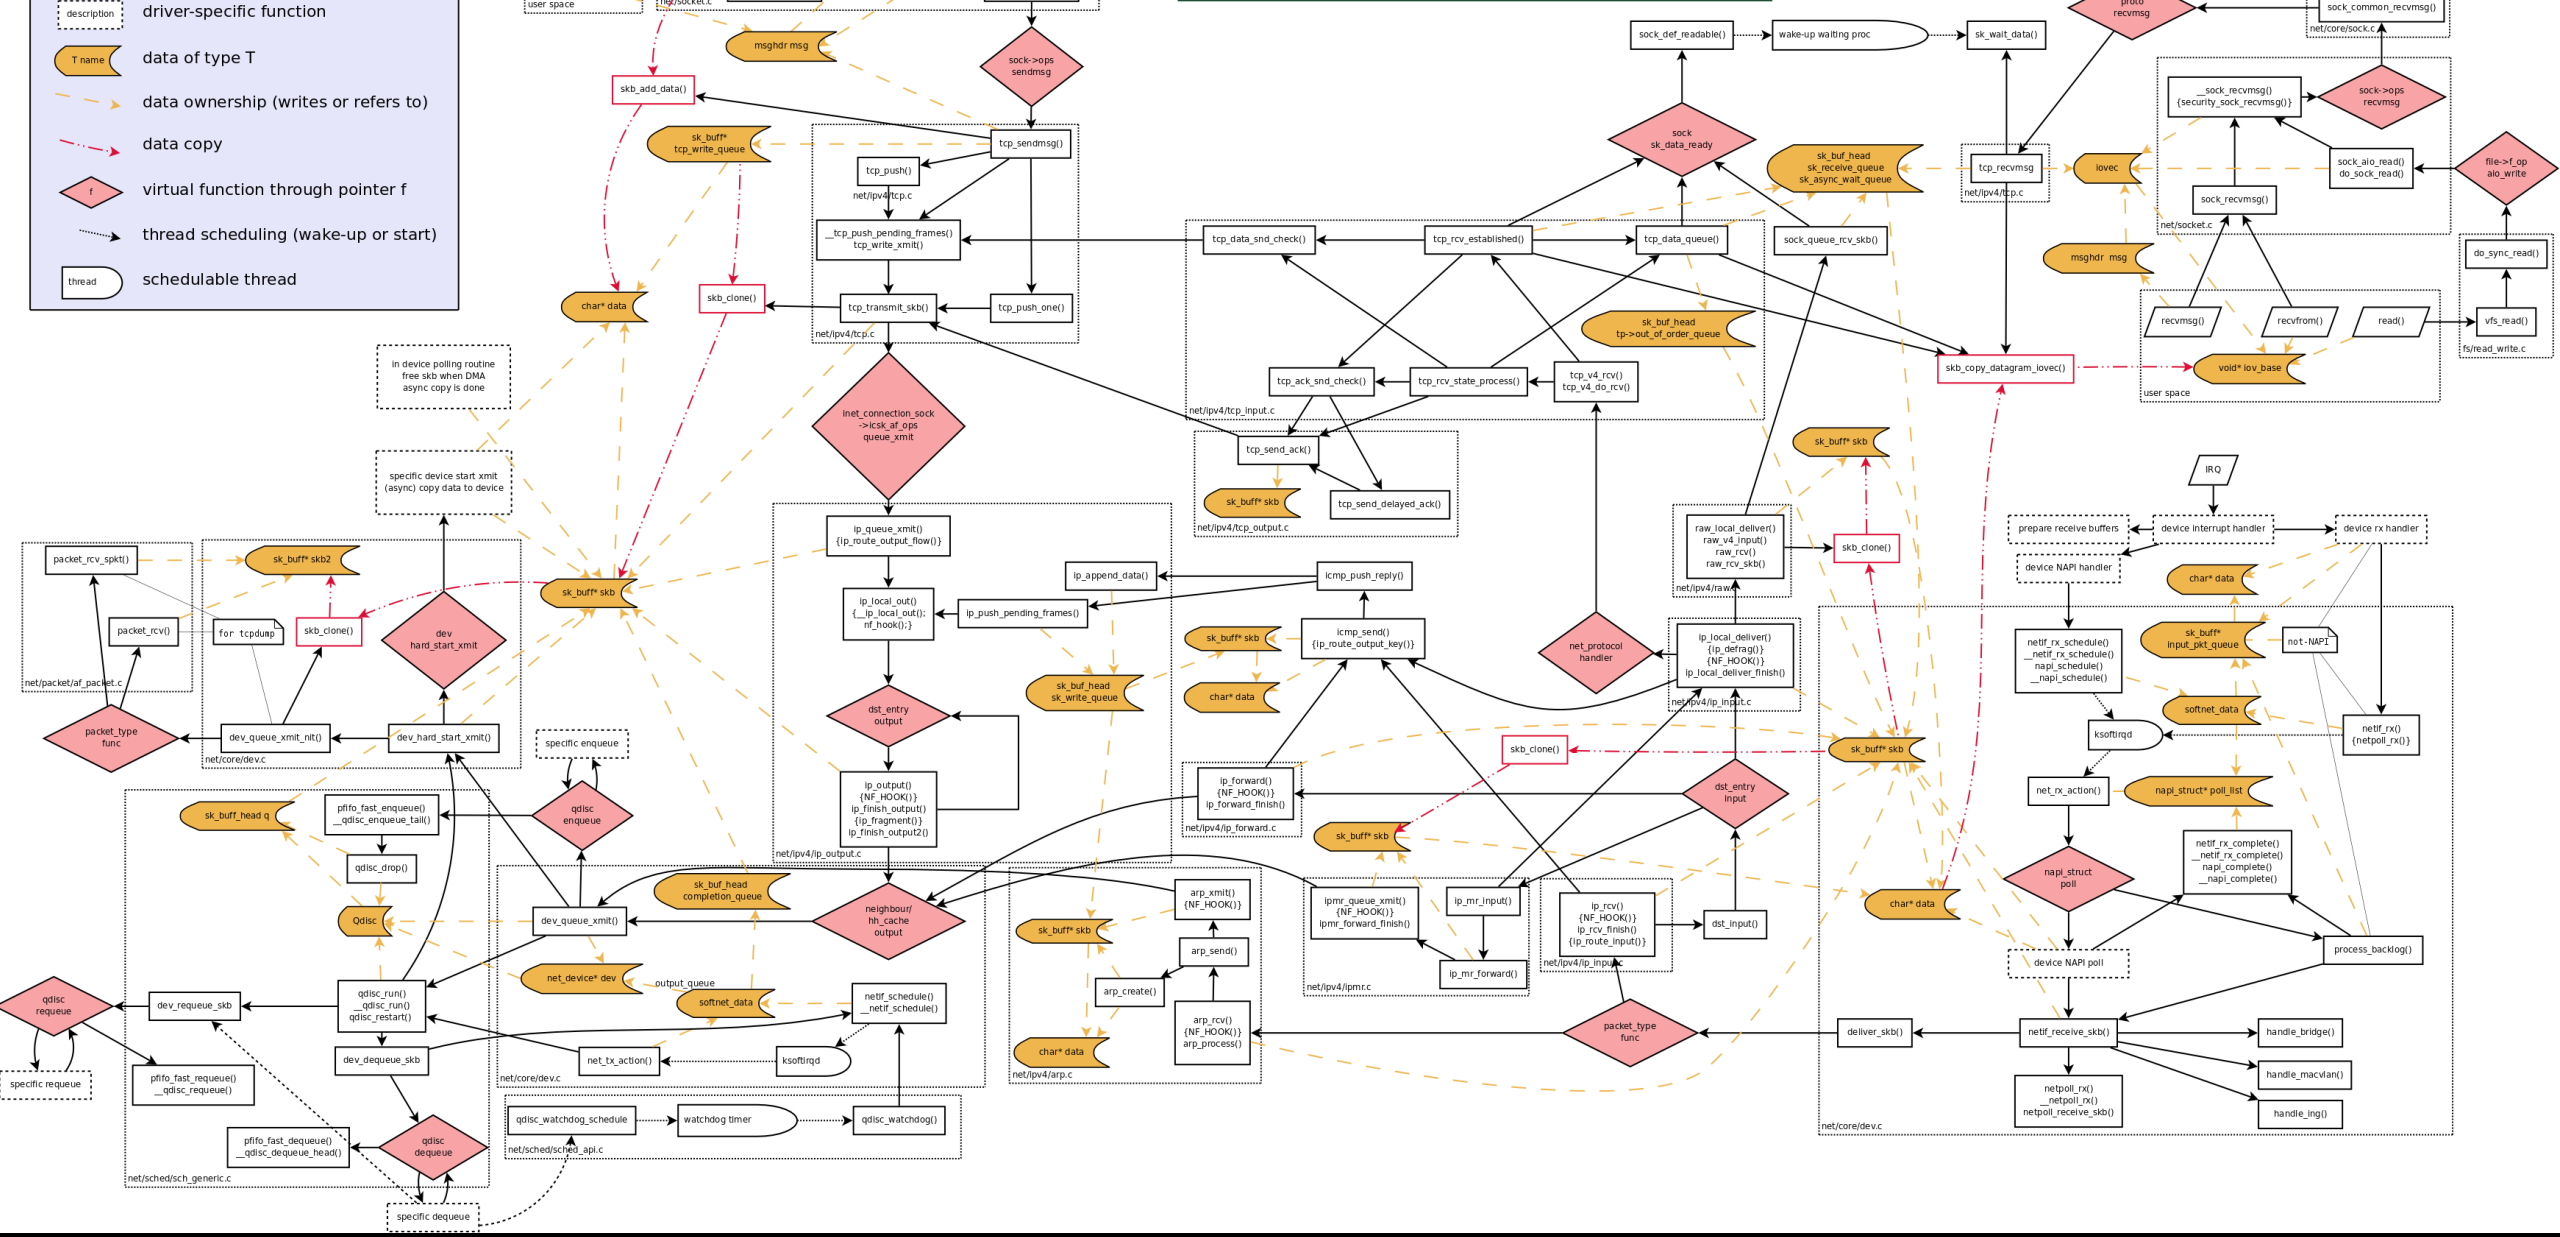 description
driver-specific function
T name
data of type T
data ownership (writes or refers to)
data copy
f
virtual function through pointer f
thread scheduling (wake-up or start)
thread
schedulable thread
user space
net/socket.c
msghdr msg
sock->ops
sendmsg
skb_add_data()
sk_buff*
tcp_write_queue
tcp_sendmsg()
tcp_push()
net/ipv4/tcp.c
__tcp_push_pending_frames()
tcp_write_xmit()
char* data
skb_clone()
tcp_transmit_skb()
tcp_push_one()
net/ipv4/tcp.c
in device polling routine
free skb when DMA
async copy is done
inet_connection_sock
->icsk_af_ops
queue_xmit
specific device start xmit
(async) copy data to device
sock_def_readable()
wake-up waiting proc
sk_wait_data()
sock
sk_data_ready
sk_buf_head
sk_receive_queue
sk_async_wait_queue
tcp_recvmsg
net/ipv4/tcp.c
iovec
proto
recvmsg
sock_common_recvmsg()
net/core/sock.c
__sock_recvmsg()
{security_sock_recvmsg()}
sock->ops
recvmsg
sock_aio_read()
do_sock_read()
file->f_op
aio_write
sock_recvmsg()
net/socket.c
msghdr  msg
do_sync_read()
recvmsg()
recvfrom()
read()
vfs_read()
fs/read_write.c
void* iov_base
user space
tcp_data_snd_check()
tcp_rcv_established()
tcp_data_queue()
sock_queue_rcv_skb()
sk_buf_head
tp->out_of_order_queue
tcp_ack_snd_check()
tcp_rcv_state_process()
tcp_v4_rcv()
tcp_v4_do_rcv()
net/ipv4/tcp_input.c
skb_copy_datagram_iovec()
tcp_send_ack()
sk_buff* skb
tcp_send_delayed_ack()
net/ipv4/tcp_output.c
sk_buff* skb
raw_local_deliver()
raw_v4_input()
raw_rcv()
raw_rcv_skb()
net/ipv4/raw.c
skb_clone()
IRQ
prepare receive buffers
device interrupt handler
device rx handler
device NAPI handler
char* data
packet_rcv_spkt()
sk_buff* skb2
packet_rcv()
for tcpdump
skb_clone()
dev
hard_start_xmit
net/packet/af_packet.c
packet_type
func
dev_queue_xmit_nit()
dev_hard_start_xmit()
net/core/dev.c
sk_buff* skb
ip_queue_xmit()
{ip_route_output_flow()}
ip_local_out()
{__ip_local_out();
nf_hook();}
ip_push_pending_frames()
ip_append_data()
icmp_push_reply()
icmp_send()
{ip_route_output_key()}
sk_buff* skb
char* data
sk_buf_head
sk_write_queue
dst_entry
output
ip_output()
{NF_HOOK()}
ip_finish_output()
{ip_fragment()}
ip_finish_output2()
net/ipv4/ip_output.c
net_protocol
handler
ip_local_deliver()
{ip_defrag()}
{NF_HOOK()}
ip_local_deliver_finish()
net/ipv4/ip_input.c
netif_rx_schedule()
__netif_rx_schedule()
napi_schedule()
__napi_schedule()
sk_buff*
input_pkt_queue
not-NAPI
softnet_data
netif_rx()
{netpoll_rx()}
ksoftirqd
sk_buff* skb
skb_clone()
net_rx_action()
napi_struct* poll_list
specific enqueue
qdisc
enqueue
sk_buff_head q
pfifo_fast_enqueue()
__qdisc_enqueue_tail()
qdisc_drop()
Qdisc
ip_forward()
{NF_HOOK()}
ip_forward_finish()
net/ipv4/ip_forward.c
dst_entry
input
sk_buff* skb
netif_rx_complete()
__netif_rx_complete()
napi_complete()
__napi_complete()
napi_struct
poll
char* data
process_backlog()
device NAPI poll
sk_buf_head
completion_queue
dev_queue_xmit()
neighbour/
hh_cache
output
net_device* dev
output_queue
softnet_data
netif_schedule()
__netif_schedule()
arp_xmit()
{NF_HOOK()}
sk_buff* skb
arp_send()
arp_create()
arp_rcv()
{NF_HOOK()}
arp_process()
char* data
net/ipv4/arp.c
ipmr_queue_xmit()
{NF_HOOK()}
ipmr_forward_finish()
ip_mr_input()
ip_mr_forward()
net/ipv4/ipmr.c
ip_rcv()
{NF_HOOK()}
ip_rcv_finish()
{ip_route_input()}
net/ipv4/ip_input.c
dst_input()
packet_type
func
deliver_skb()
netif_receive_skb()
handle_bridge()
handle_macvlan()
handle_ing()
netpoll_rx()
__netpoll_rx()
netpoll_receive_skb()
net/core/dev.c
qdisc
requeue
dev_requeue_skb
qdisc_run()
__qdisc_run()
qdisc_restart()
dev_dequeue_skb
specific requeue
pfifo_fast_requeue()
__qdisc_requeue()
net_tx_action()
ksoftirqd
net/core/dev.c
qdisc_watchdog_schedule
watchdog timer
qdisc_watchdog()
net/sched/sched_api.c
pfifo_fast_dequeue()
__qdisc_dequeue_head()
qdisc
dequeue
net/sched/sch_generic.c
specific dequeue